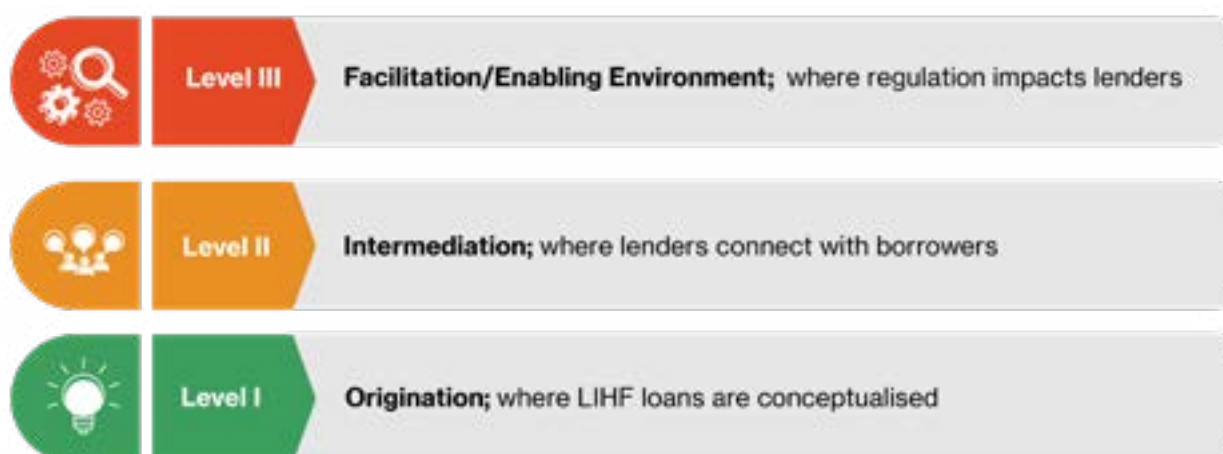 Level III
Facilitation/Enabling Environment; where regulation impacts lenders
Level II
Intermediation; where lenders connect with borrowers
Level I
Origination; where LIHF loans are conceptualised